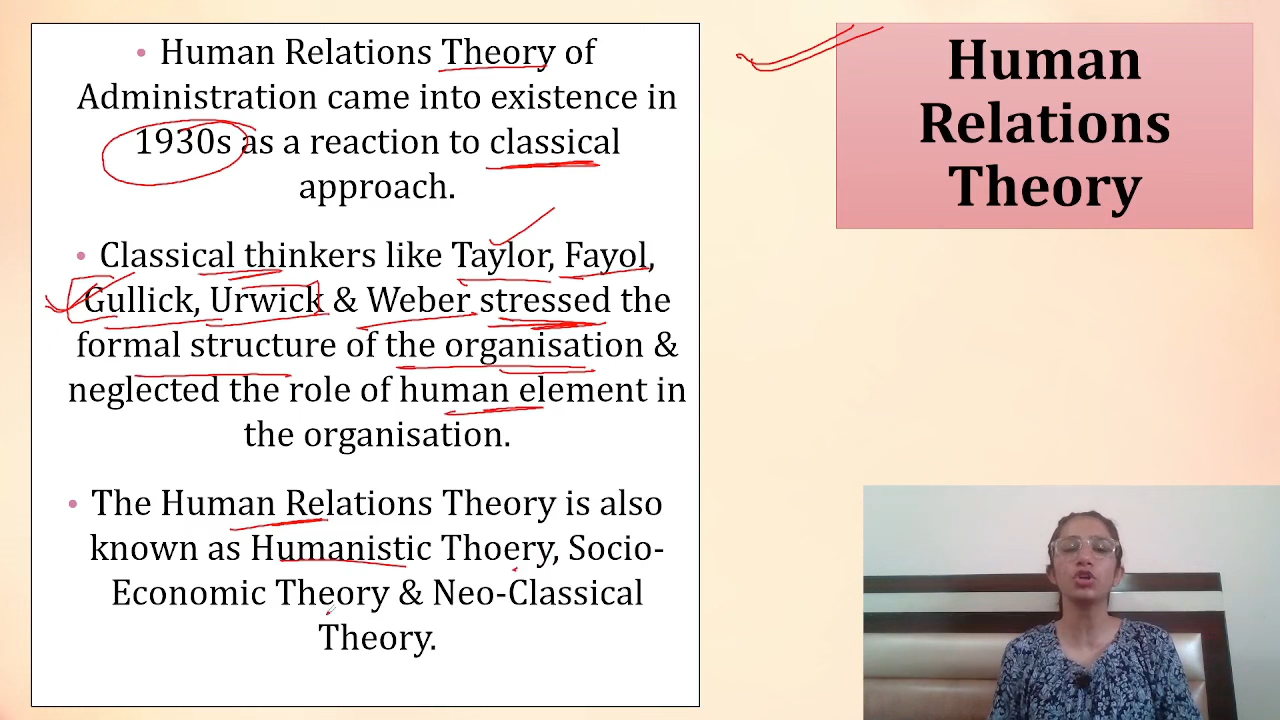 • Human Relations Theory of
Administration came into existence in
1930s as a reaction to classical
approach.
• Classical thinkers like Taylor, Fayol,
Gullick, Urwick & Weber stressed the
formal structure of the organisation &
neglected the role of human element in
the organisation.
• The Human Relations Theory is also
known as Humanistic Thoery, Socio-
Economic Theory & Neo-Classical
Theory.
Human
Relations
Theory